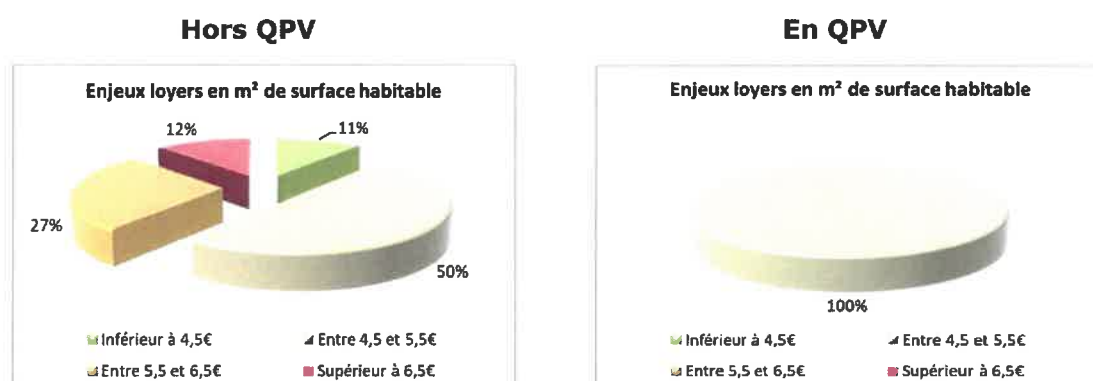 Hors QPV
Enjeux loyers en m² de surface habitable
12%
11%
27%
50%
Inférieur à 4,5€
Entre 4,5 et 5,5€
Entre 5,5 et 6,5€
Supérieur à 6,5€
En QPV
Enjeux loyers en m² de surface habitable
100%
Inférieur à 4,5€
Entre 4,5 et 5,5€
Entre 5,5 et 6,5€
Supérieur à 6,5€